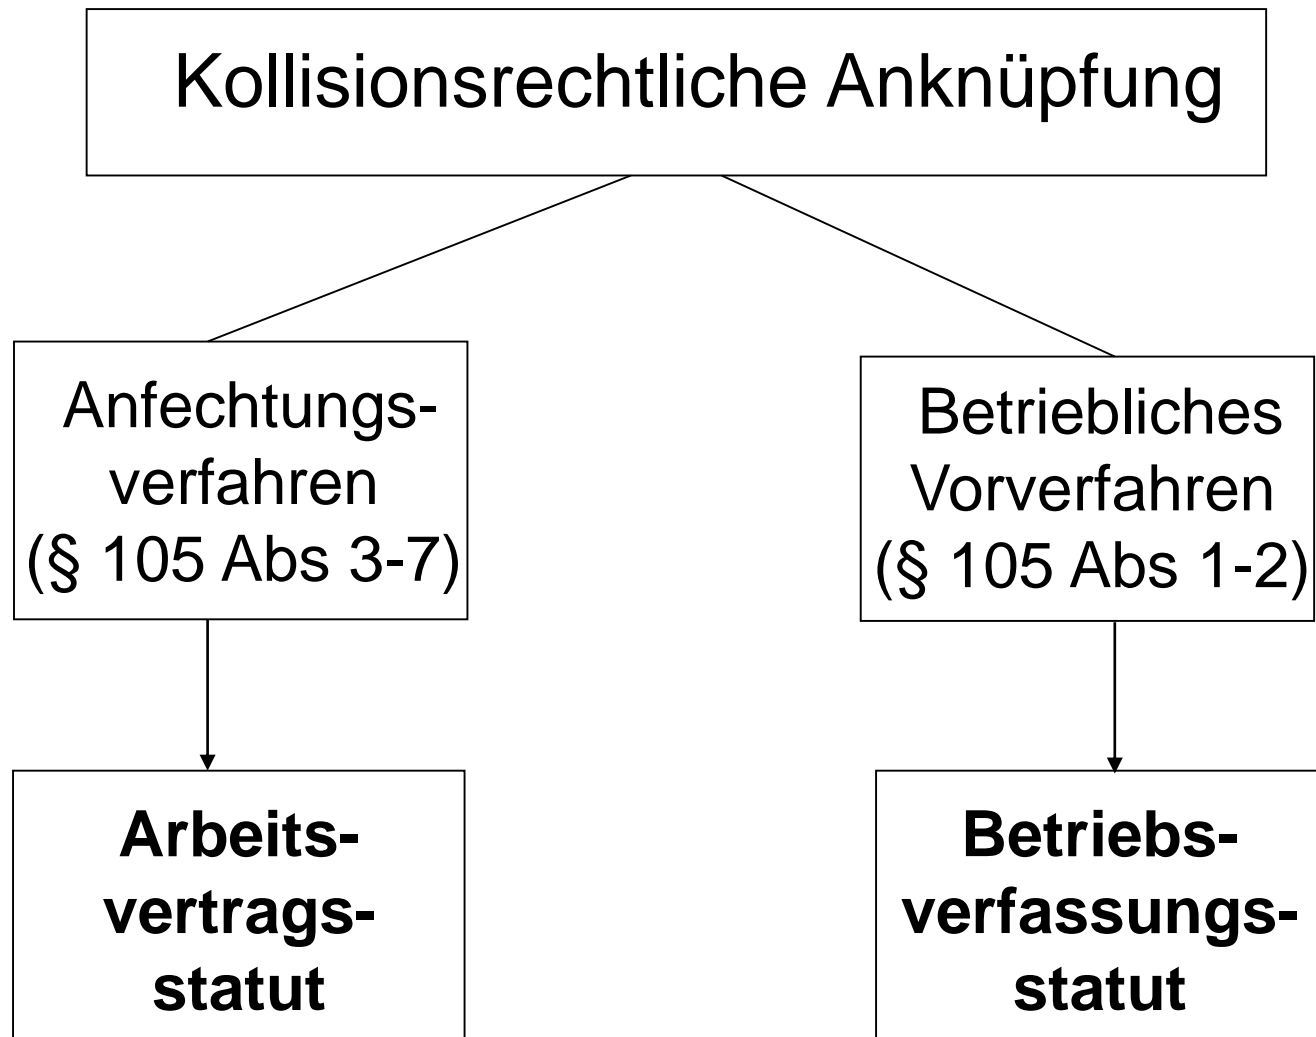 Kollisionsrechtliche Anknüpfung
Anfechtungs-
verfahren
(§ 105 Abs 3-7)
Betriebliches
Vorverfahren
(§ 105 Abs 1-2)
Arbeits-
vertrags-
statut
Betriebs-
verfassungs-
statut